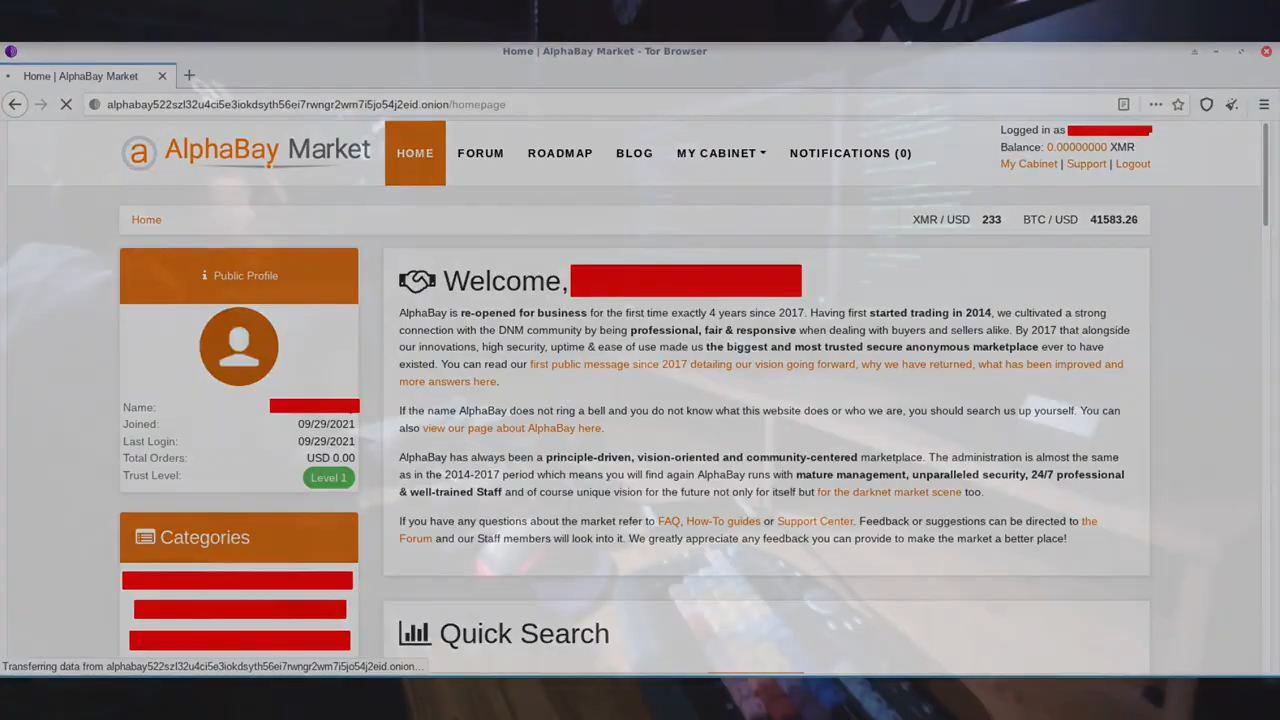 Home | AlphaBay Market - Tor Browser
Home | AlphaBay Market
alphabay522szl32u4ci5e3iokdsyth56ei7rwngr2wm7i5jo54j2eid.onion/homepage
AlphaBay Market
HOME FORUM ROADMAP BLOG MY CABINET NOTIFICATIONS (0)
Logged in as
Balance: 0.00000000 XMR
My Cabinet | Support | Logout
Home
XMR / USD 233 BTC / USD 41583.26
Public Profile
Name:
Joined: 09/29/2021
Last Login: 09/29/2021
Total Orders: USD 0.00
Trust Level: Level 1
Categories
Welcome,
AlphaBay is re-opened for business for the first time exactly 4 years since 2017. Having first started trading in 2014, we cultivated a strong
connection with the DNM community by being professional, fair & responsive when dealing with buyers and sellers alike. By 2017 that alongside
our innovations, high security, uptime & ease of use made us the biggest and most trusted secure anonymous marketplace ever to have
existed. You can read our first public message since 2017 detailing our vision going forward, why we have returned, what has been improved and
more answers here.
If the name AlphaBay does not ring a bell and you do not know what this website does or who we are, you should search us up yourself. You can
also view our page about AlphaBay here.
AlphaBay has always been a principle-driven, vision-oriented and community-centered marketplace. The administration is almost the same
as in the 2014-2017 period which means you will find again AlphaBay runs with mature management, unparalleled security, 24/7 professional
& well-trained Staff and of course unique vision for the future not only for itself but for the darknet market scene too.
If you have any questions about the market refer to FAQ, How-To guides or Support Center. Feedback or suggestions can be directed to the
Forum and our Staff members will look into it. We greatly appreciate any feedback you can provide to make the market a better place!
Quick Search
Transferring data from alphabay522szl32u4ci5e3iokdsyth56ei7rwngr2wm7i5jo54j2eid.onion...